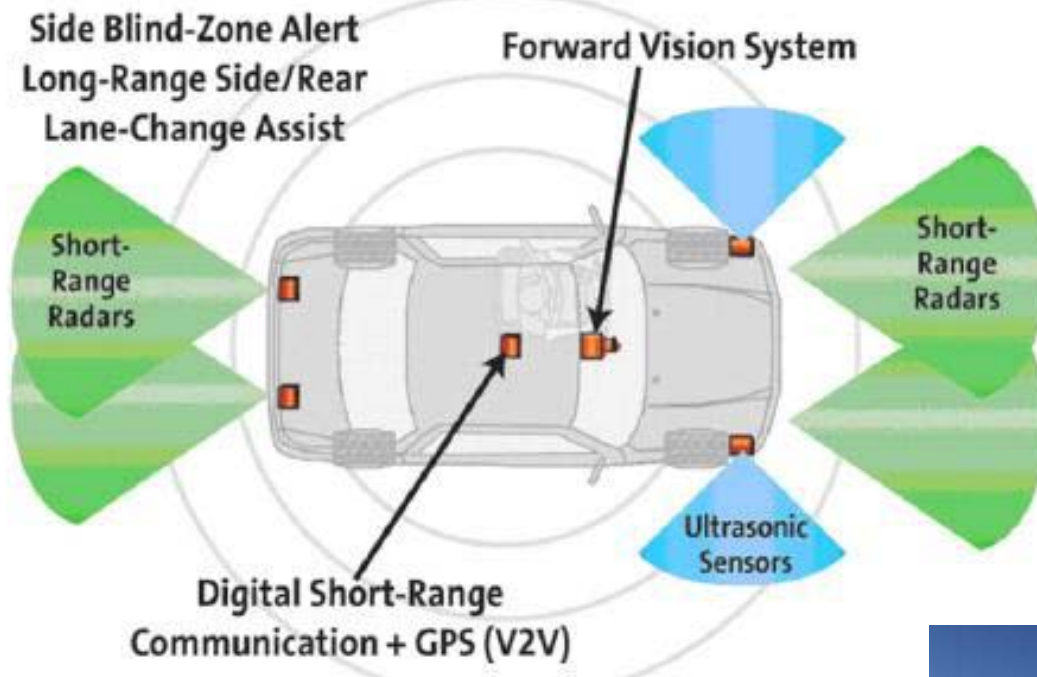 Side Blind-Zone Alert
Long-Range Side/Rear
Lane-Change Assist
Forward Vision System
Short-
Range
Radars
Short-
Range
Radars
Ultrasonic
Sensors
Digital Short-Range
Communication + GPS (V2V)